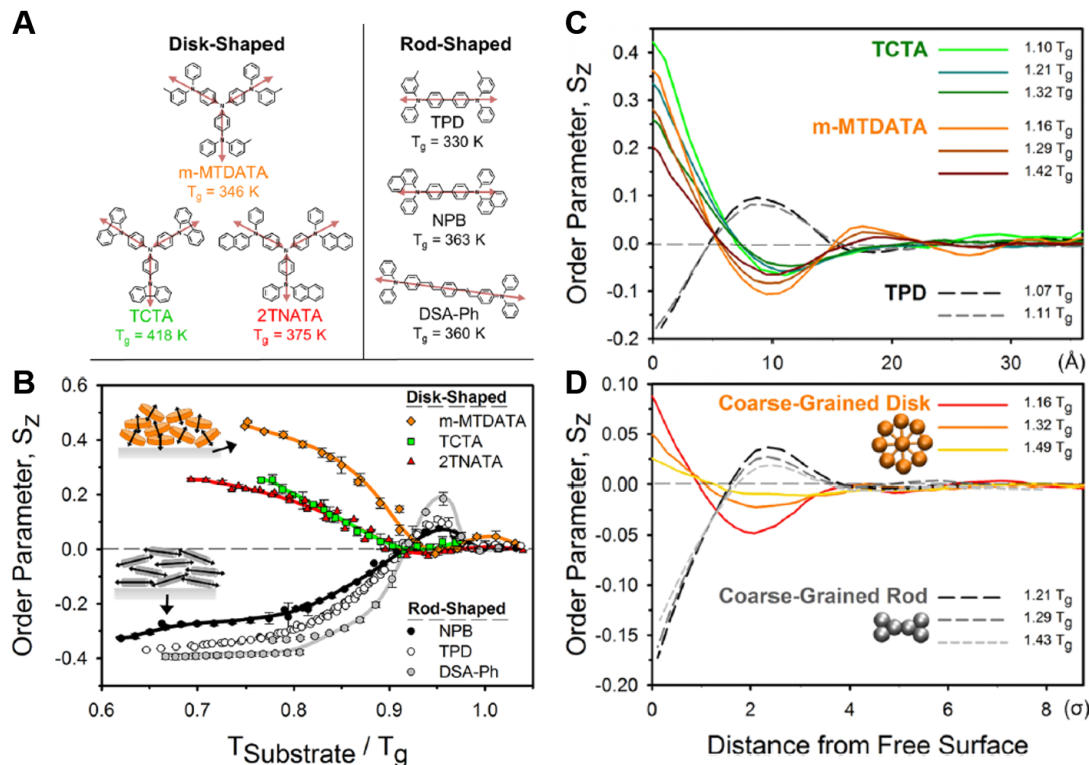 A
Disk-Shaped
Rod-Shaped
m-MTDATA
Tg = 346 K
TCTA
Tg = 418 K
2TNATA
Tg = 375 K
TPD
Tg = 330 K
NPB
Tg = 363 K
DSA-Ph
Tg = 360 K
B
Order Parameter, SZ
0.6
0.4
0.2
0.0
-0.2
-0.4
Disk-Shaped
m-MTDATA
TCTA
2TNATA
Rod-Shaped
NPB
TPD
DSA-Ph
0.6 0.7 0.8 0.9 1.0
TSubstrate / Tg
C
Order Parameter, SZ
0.4
0.3
0.2
0.1
0.0
-0.1
-0.2
TCTA
1.10 Tg
1.21 Tg
1.32 Tg
m-MTDATA
1.16 Tg
1.29 Tg
1.42 Tg
TPD
1.07 Tg
1.11 Tg
0 10 20 30 (Å)
D
Order Parameter, SZ
0.10
0.05
0.00
-0.05
-0.10
-0.15
-0.20
Coarse-Grained Disk
1.16 Tg
1.32 Tg
1.49 Tg
Coarse-Grained Rod
1.21 Tg
1.29 Tg
1.43 Tg
0 2 4 6 8 (σ)
Distance from Free Surface